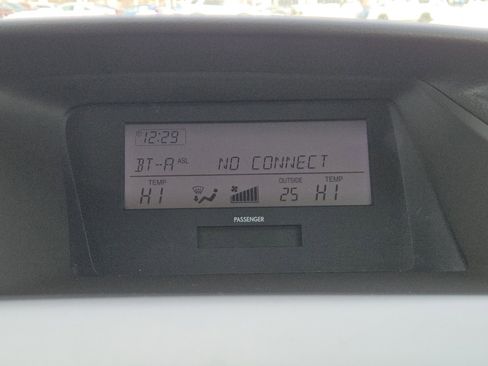 12:29
BT-A ASL NO CONNECT
TEMP OUTSIDE TEMP
HI 25 HI
PASSENGER